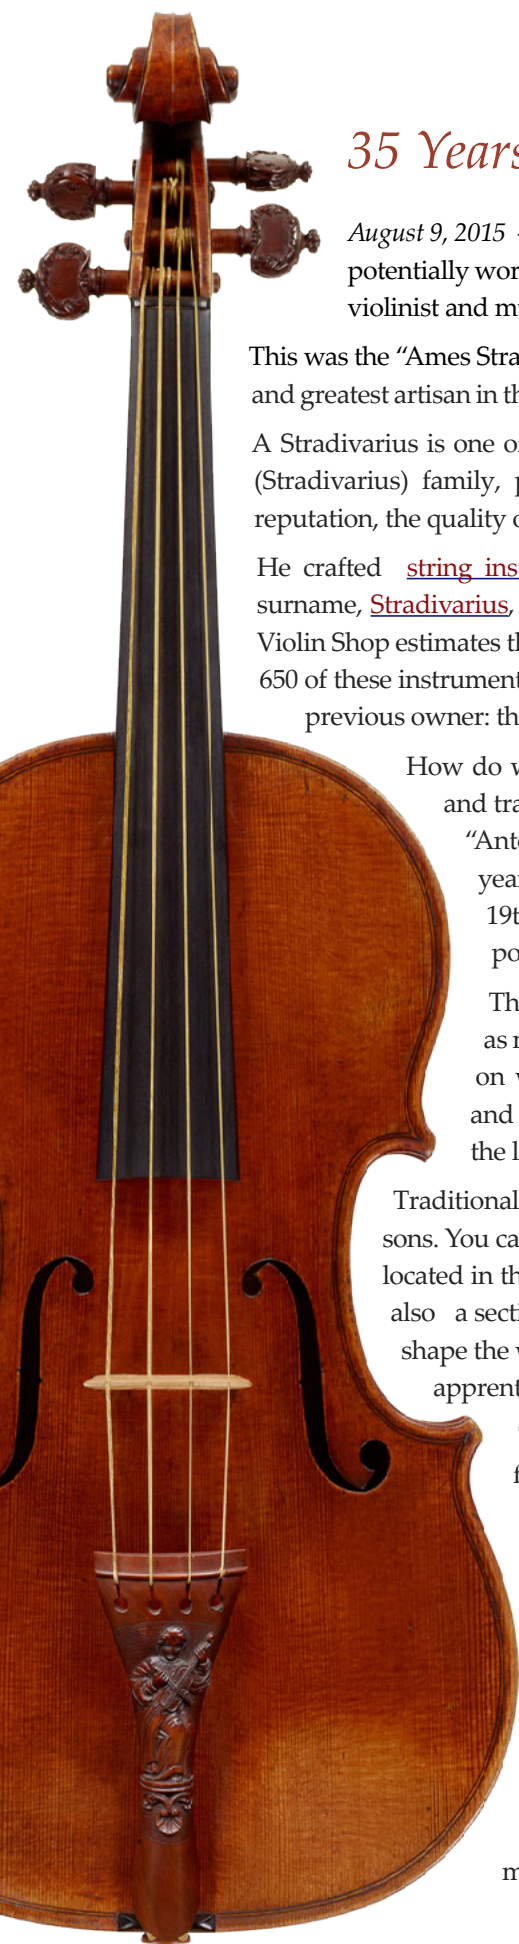 35 Years
August 9, 2015
potentially wor
violinist and m
This was the “Ames Stra
and greatest artisan in th
A Stradivarius is one o
(Stradivarius) family, p
reputation, the quality o
He crafted string ins
surname, Stradivarius,
Violin Shop estimates th
650 of these instrument
previous owner: th
How do w
and tra
“Anto
year
19t
po
Th
as r
on w
and
the l
Traditional
sons. You ca
located in th
also a secti
shape the w
apprent
f
m